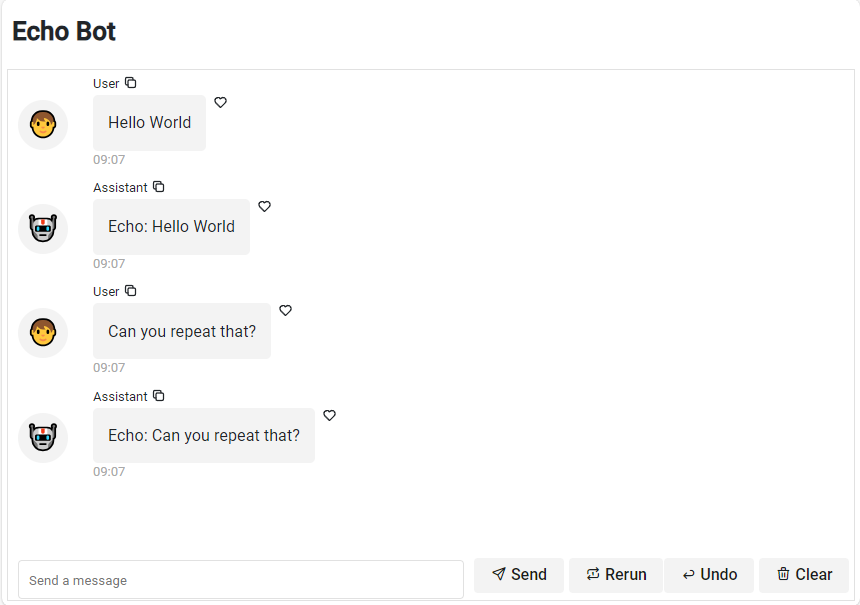 Echo Bot
User
Hello World
09:07
Assistant
Echo: Hello World
09:07
User
Can you repeat that?
09:07
Assistant
Echo: Can you repeat that?
09:07
Send a message
Send
Rerun
Undo
Clear